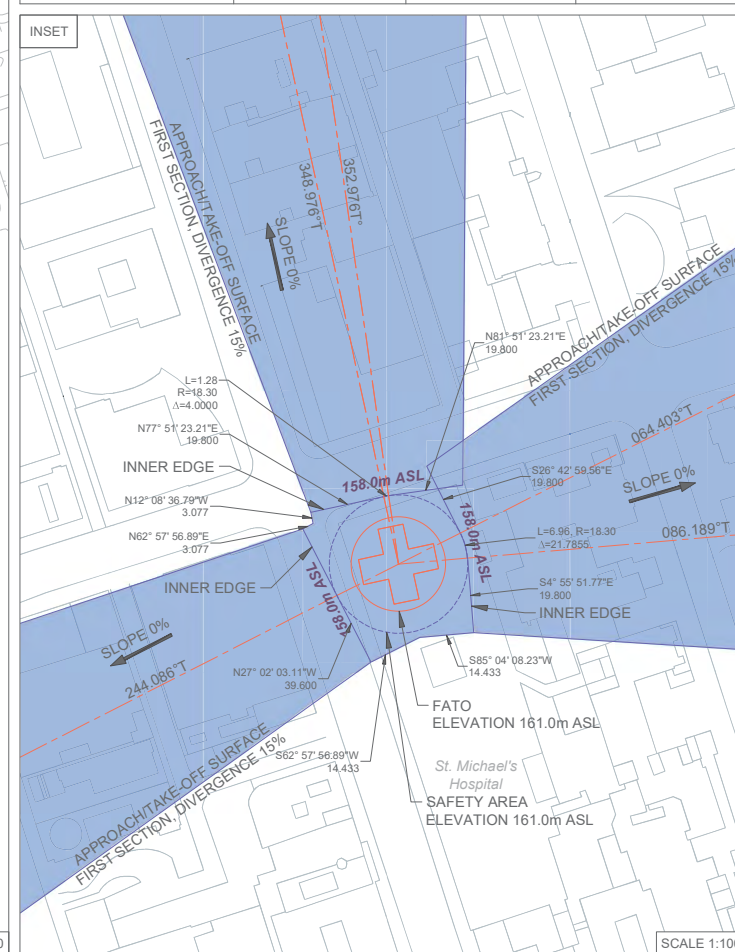 INSET
APPROACH/TAKE-OFF SURFACE
FIRST SECTION, DIVERGENCE 15%
348.976°T
352.976T°
SLOPE 0%
N81° 51' 23.21"E
19.800
APPROACH/TAKE-OFF SURFACE
FIRST SECTION, DIVERGENCE 15%
L=1.28
R=18.30
Δ=4.0000
N77° 51' 23.21"E
19.800
INNER EDGE
N12° 08' 36.79"W
3.077
N62° 57' 56.89"E
3.077
INNER EDGE
158.0m ASL
158.0m ASL
158.0m ASL
064.403°T
S26° 42' 59.56"E
19.800
SLOPE 0%
L=6.96, R=18.30
Δ=21.7855
086.189°T
S4° 55' 51.77"E
19.800
INNER EDGE
SLOPE 0%
244.086°T
N27° 02' 03.11"W
39.600
S85° 04' 08.23"W
14.433
FATO
ELEVATION 161.0m ASL
S62° 57' 56.89"W
14.433
St. Michael's
Hospital
SAFETY AREA
ELEVATION 161.0m ASL
APPROACH/TAKE-OFF SURFACE
FIRST SECTION, DIVERGENCE 15%
0
SCALE 1:10